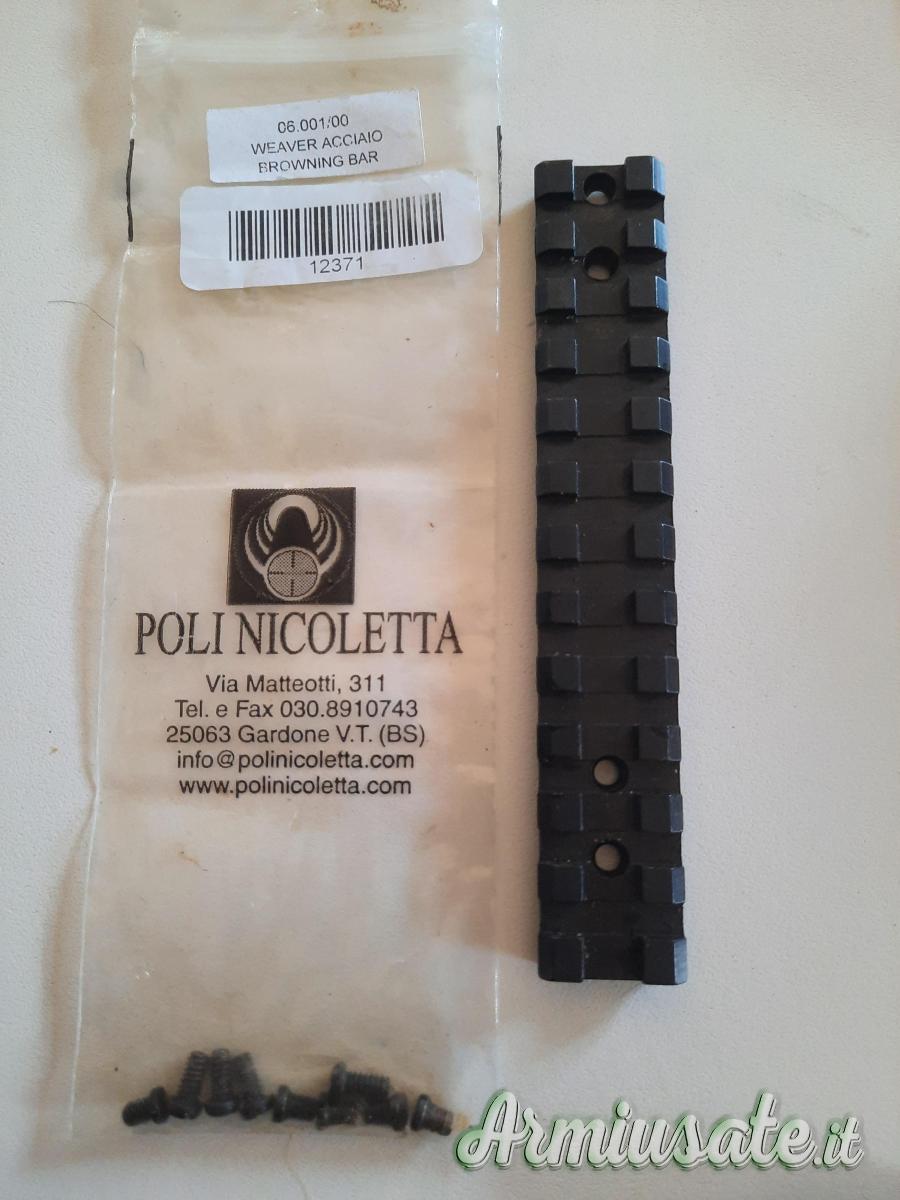 06.001/00
WEAVER ACCIAIO
BROWNING BAR
12371
POLI NICOLETTA
Via Matteotti, 311
Tel. e Fax 030.8910743
25063 Gardone V.T. (BS)
info@polinicoletta.com
www.polinicoletta.com
Armiusate.it